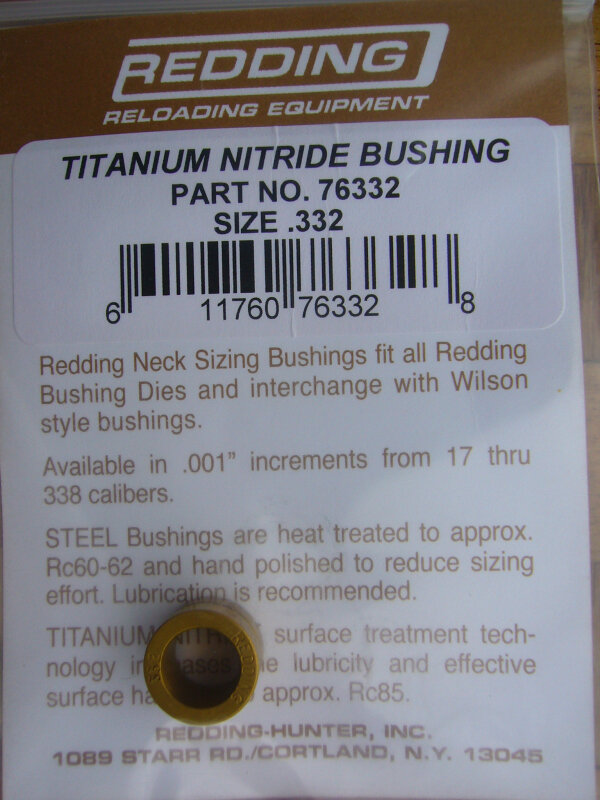 REDDING
RELOADING EQUIPMENT
TITANIUM NITRIDE BUSHING
PART NO. 76332
SIZE .332
6 11760 76332 8
Redding Neck Sizing Bushings fit all Redding
Bushing Dies and interchange with Wilson
style bushings.
Available in .001" increments from 17 thru
338 calibers.
STEEL Bushings are heat treated to approx.
Rc60-62 and hand polished to reduce sizing
effort. Lubrication is recommended.
TITANIUM surface treatment tech-
nology lubricity and effective
surface approx. Rc85.
REDDING
REDDING-HUNTER, INC.
1089 STARR RD./CORTLAND, N.Y. 13045